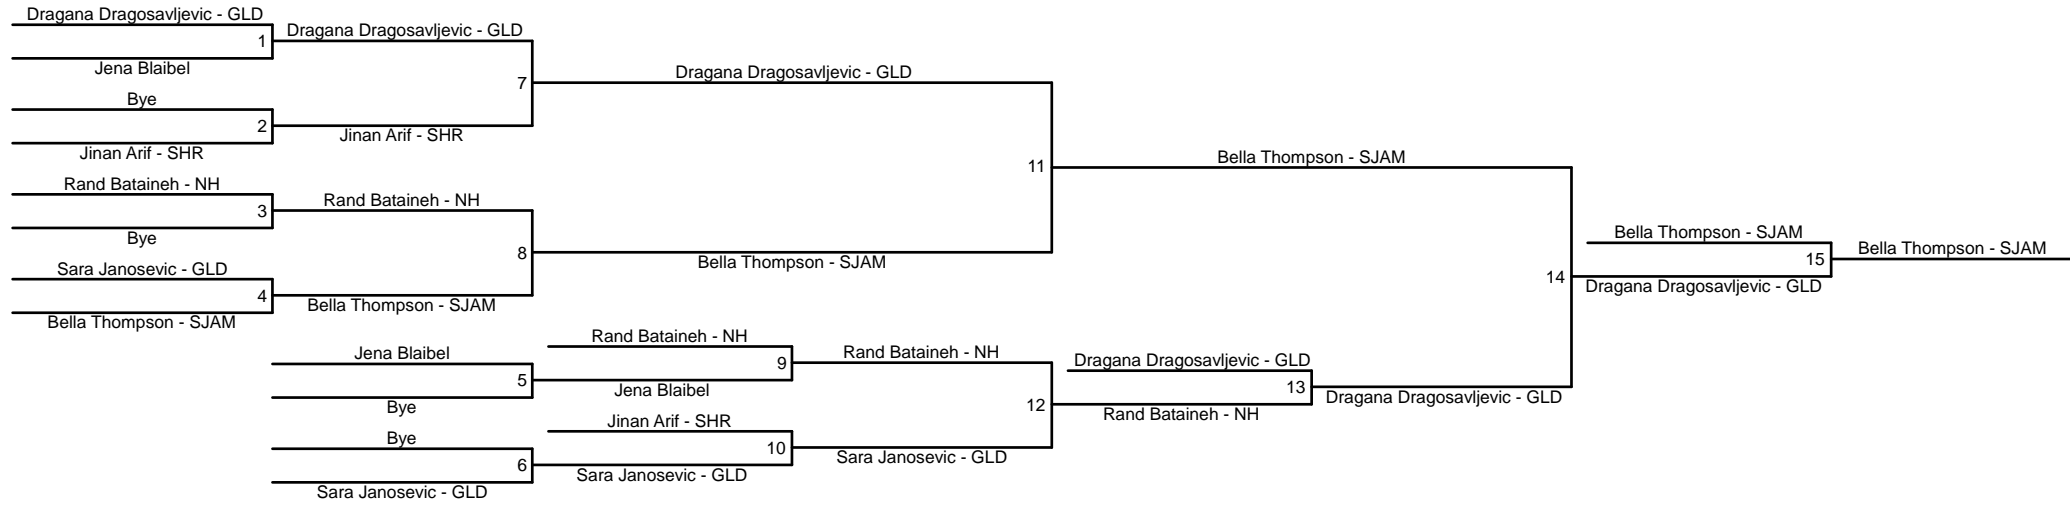 Dragana Dragosavljevic - GLD
1
Jena Blaibel
Dragana Dragosavljevic - GLD
7
Bye
2
Jinan Arif - SHR
Jinan Arif - SHR
Dragana Dragosavljevic - GLD
11
Rand Bataineh - NH
3
Bye
Rand Bataineh - NH
8
Sara Janosevic - GLD
4
Bella Thompson - SJAM
Bella Thompson - SJAM
Bella Thompson - SJAM
Bella Thompson - SJAM
14
Bella Thompson - SJAM
15
Dragana Dragosavljevic - GLD
Bella Thompson - SJAM
Jena Blaibel
5
Bye
Rand Bataineh - NH
9
Jena Blaibel
Rand Bataineh - NH
12
Bye
6
Sara Janosevic - GLD
Jinan Arif - SHR
10
Sara Janosevic - GLD
Sara Janosevic - GLD
Dragana Dragosavljevic - GLD
13
Rand Bataineh - NH
Dragana Dragosavljevic - GLD